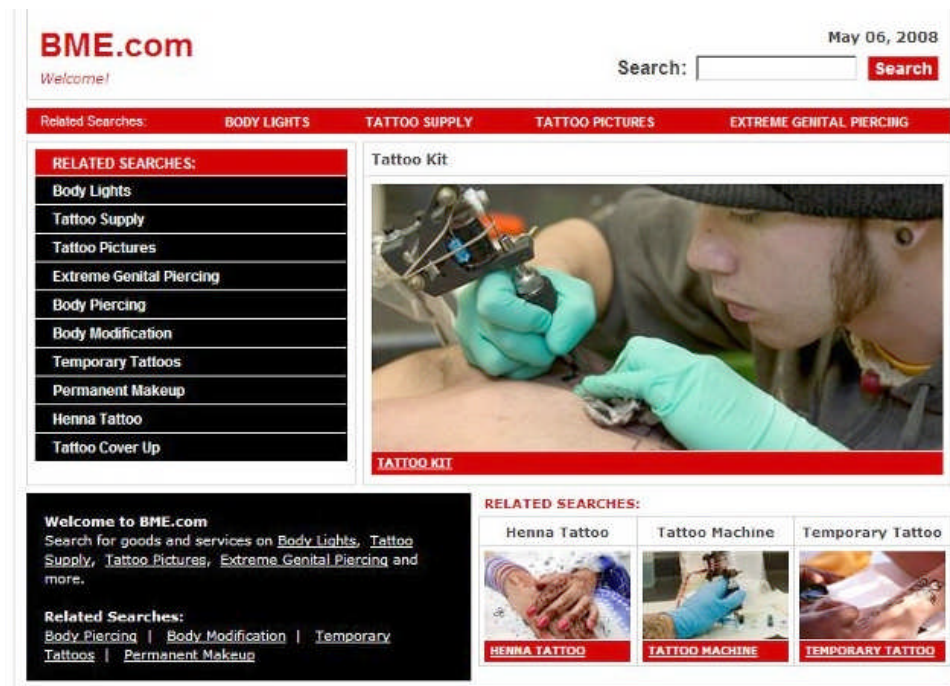 BME.com
Welcome!
May 06, 2008
Search:
Search
Related Searches:
BODY LIGHTS
TATTOO SUPPLY
TATTOO PICTURES
EXTREME GENITAL PIERCING
RELATED SEARCHES:
Body Lights
Tattoo Supply
Tattoo Pictures
Extreme Genital Piercing
Body Piercing
Body Modification
Temporary Tattoos
Permanent Makeup
Henna Tattoo
Tattoo Cover Up
Tattoo Kit
TATTOO KIT
Welcome to BME.com
Search for goods and services on Body Lights, Tattoo
Supply, Tattoo Pictures, Extreme Genital Piercing and
more.
Related Searches:
Body Piercing | Body Modification | Temporary
Tattoos | Permanent Makeup
RELATED SEARCHES:
Henna Tattoo
Tattoo Machine
Temporary Tattoo
HENNA TATTOO
TATTOO MACHINE
TEMPORARY TATTOO